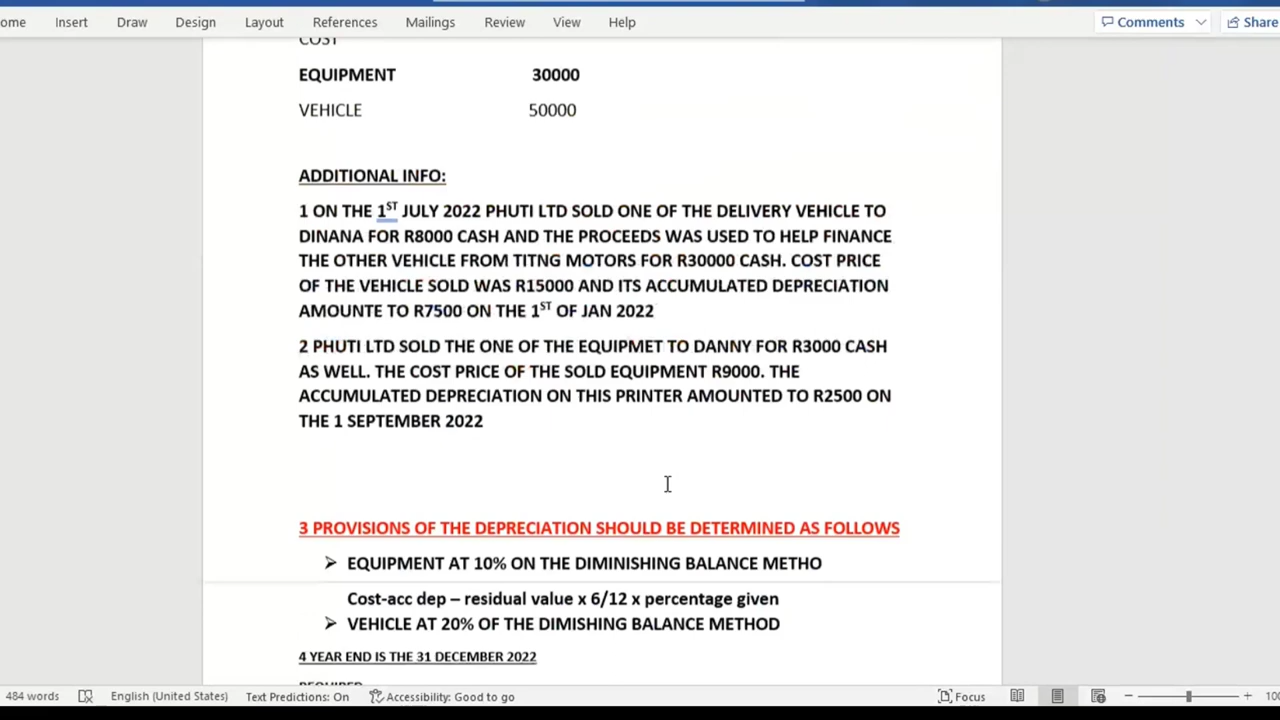 ome Insert Draw Design Layout References Mailings Review View Help Comments Share
COST
EQUIPMENT 30000
VEHICLE 50000
ADDITIONAL INFO:
1 ON THE 1ST JULY 2022 PHUTI LTD SOLD ONE OF THE DELIVERY VEHICLE TO
DINANA FOR R8000 CASH AND THE PROCEEDS WAS USED TO HELP FINANCE
THE OTHER VEHICLE FROM TITNG MOTORS FOR R30000 CASH. COST PRICE
OF THE VEHICLE SOLD WAS R15000 AND ITS ACCUMULATED DEPRECIATION
AMOUNTE TO R7500 ON THE 1ST OF JAN 2022
2 PHUTI LTD SOLD THE ONE OF THE EQUIPMET TO DANNY FOR R3000 CASH
AS WELL. THE COST PRICE OF THE SOLD EQUIPMENT R9000. THE
ACCUMULATED DEPRECIATION ON THIS PRINTER AMOUNTED TO R2500 ON
THE 1 SEPTEMBER 2022
3 PROVISIONS OF THE DEPRECIATION SHOULD BE DETERMINED AS FOLLOWS
➢ EQUIPMENT AT 10% ON THE DIMINISHING BALANCE METHO
Cost-acc dep – residual value x 6/12 x percentage given
➢ VEHICLE AT 20% OF THE DIMISHING BALANCE METHOD
4 YEAR END IS THE 31 DECEMBER 2022
REQUIRED
484 words English (United States) Text Predictions: On Accessibility: Good to go Focus 100